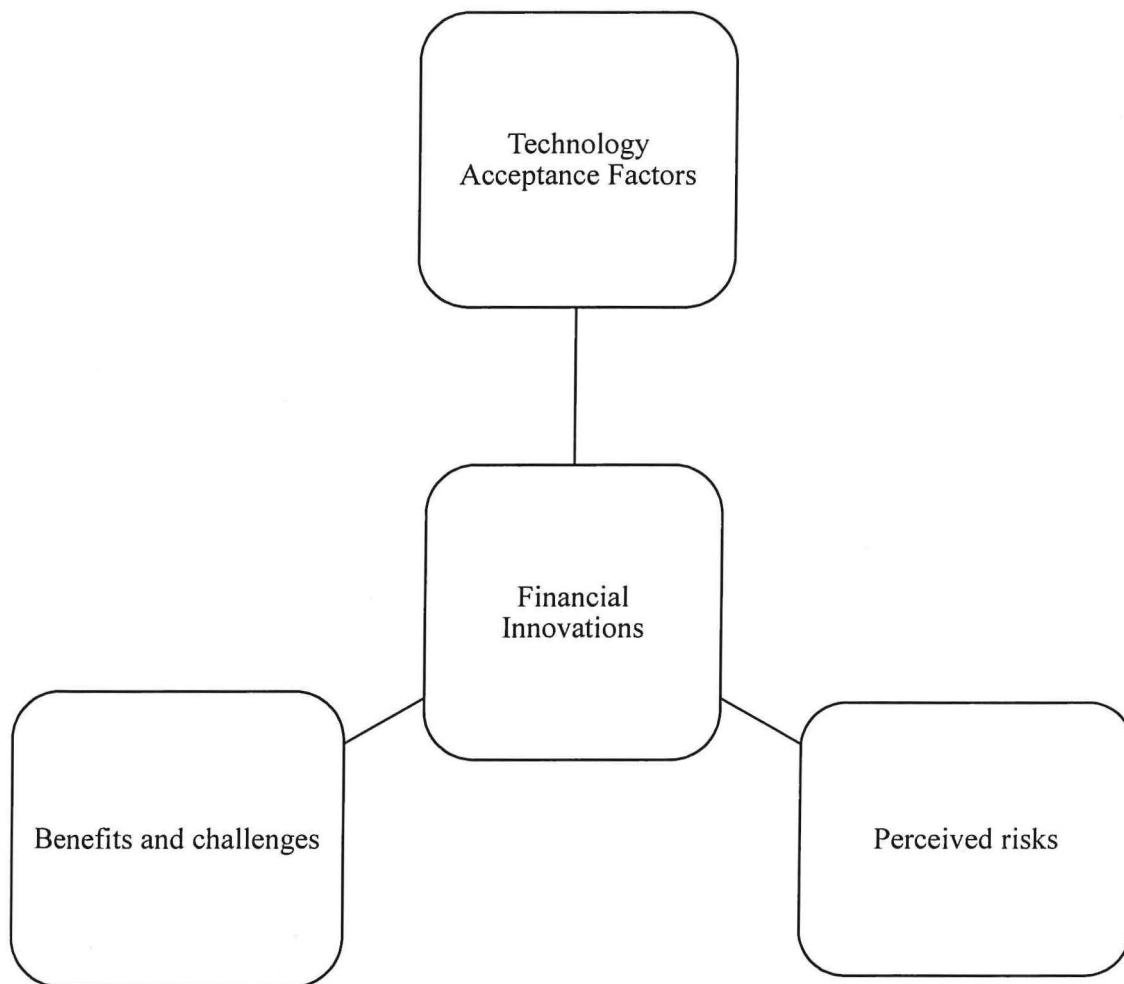 Technology
Acceptance Factors
Financial
Innovations
Benefits and challenges
Perceived risks